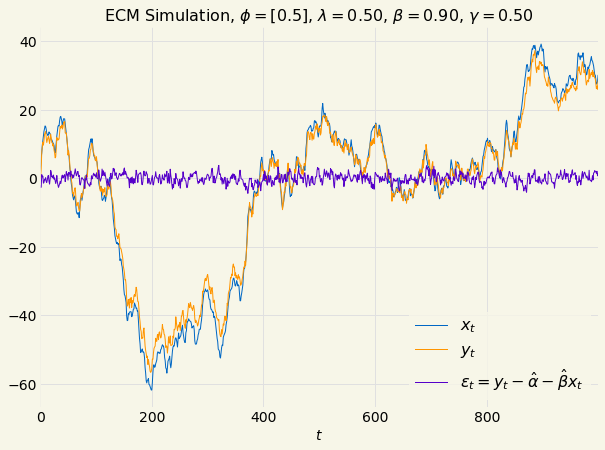 ECM Simulation, ϕ = [0.5], λ = 0.50, β = 0.90, γ = 0.50
40
20
0
−20
−40
−60
x_t
y_t
ε_t = y_t − α̂ − β̂x_t
0 200 400 600 800
t